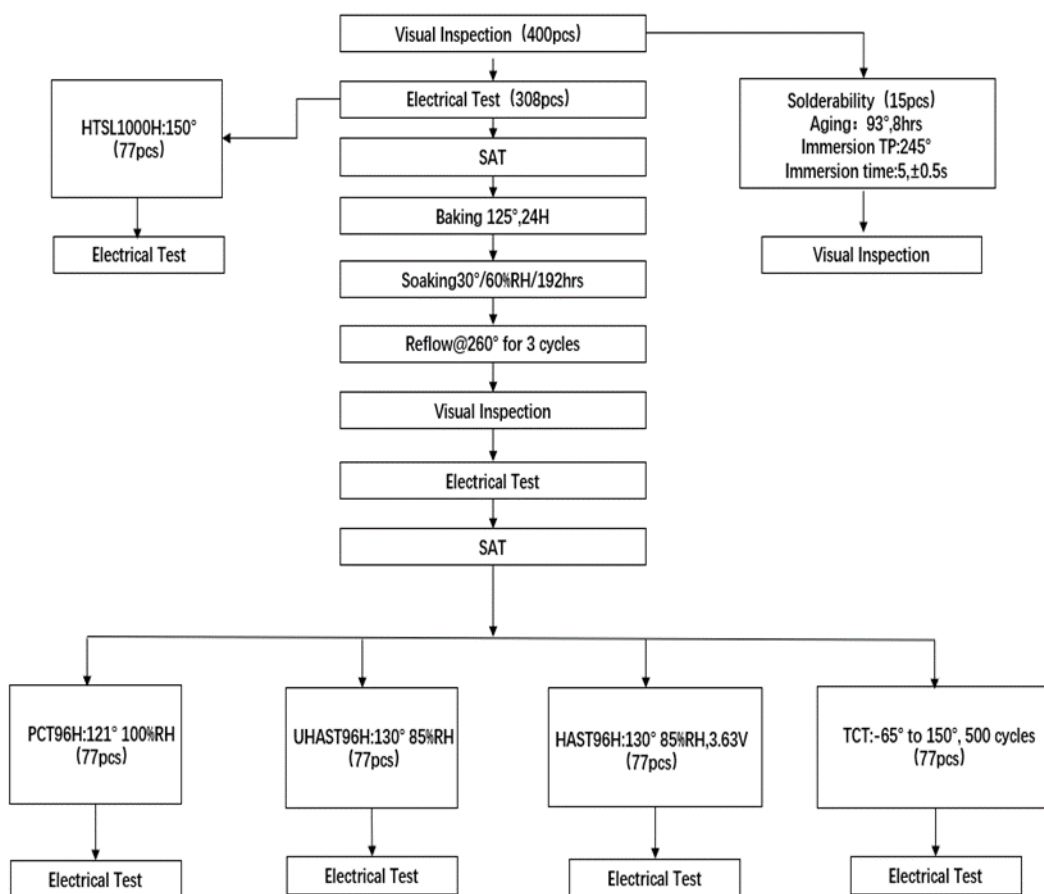 Visual Inspection (400pcs)
Electrical Test (308pcs)
HTSL1000H:150°
(77pcs)
Electrical Test
Solderability (15pcs)
Aging: 93°,8hrs
Immersion TP:245°
Immersion time:5,±0.5s
Visual Inspection
SAT
Baking 125°,24H
Soaking30°/60%RH/192hrs
Reflow@260° for 3 cycles
Visual Inspection
Electrical Test
SAT
PCT96H:121° 100%RH
(77pcs)
UHAST96H:130° 85%RH
(77pcs)
HAST96H:130° 85%RH,3.63V
(77pcs)
TCT:-65° to 150°, 500 cycles
(77pcs)
Electrical Test
Electrical Test
Electrical Test
Electrical Test